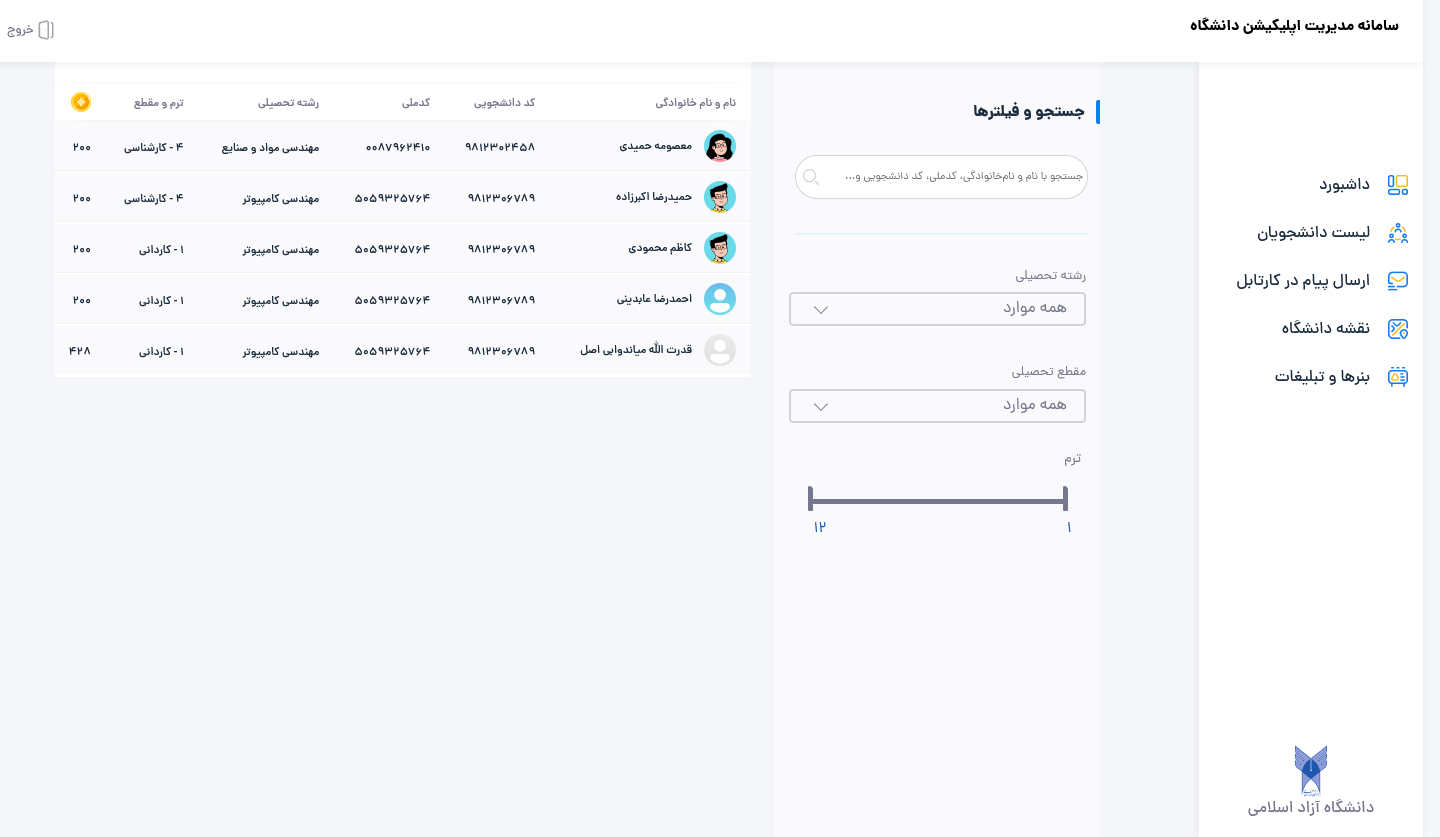 سامانه مدیریت اپلیکیشن دانشگاه
خروج
داشبورد
لیست دانشجویان
ارسال پیام در کارتابل
نقشه دانشگاه
بنرها و تبلیغات
دانشگاه آزاد اسلامی
جستجو و فیلترها
جستجو با نام و نام‌خانوادگی، کدملی، کد دانشجویی و...
رشته تحصیلی
همه موارد
مقطع تحصیلی
همه موارد
ترم
۱ ۱۲
نام و نام خانوادگی کد دانشجویی کدملی رشته تحصیلی ترم و مقطع
معصومه حمیدی ۹۸۱۲۳۰۲۴۵۸ ۰۰۸۷۹۶۲۴۱۰ مهندسی مواد و صنایع ۴ - کارشناسی ۲۰۰
حمیدرضا اکبرزاده ۹۸۱۲۳۰۶۷۸۹ ۵۰۵۹۳۲۵۷۶۴ مهندسی کامپیوتر ۴ - کارشناسی ۲۰۰
کاظم محمودی ۹۸۱۲۳۰۶۷۸۹ ۵۰۵۹۳۲۵۷۶۴ مهندسی کامپیوتر ۱ - کاردانی ۲۰۰
احمدرضا عابدینی ۹۸۱۲۳۰۶۷۸۹ ۵۰۵۹۳۲۵۷۶۴ مهندسی کامپیوتر ۱ - کاردانی ۲۰۰
قدرت الله میاندوابی اصل ۹۸۱۲۳۰۶۷۸۹ ۵۰۵۹۳۲۵۷۶۴ مهندسی کامپیوتر ۱ - کاردانی ۴۲۸